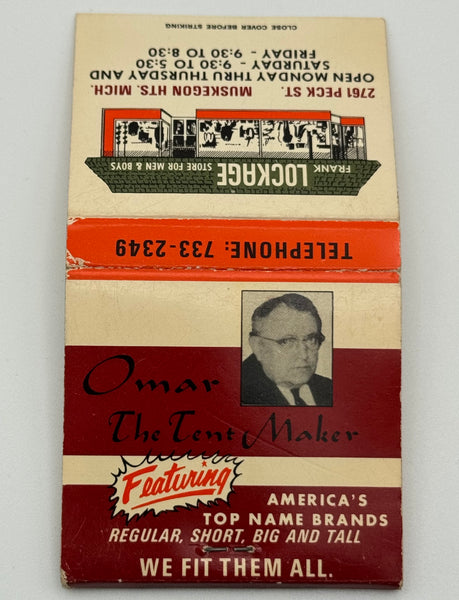 Omar
The Tent Maker
Featuring
AMERICA'S
TOP NAME BRANDS
REGULAR, SHORT, BIG AND TALL
WE FIT THEM ALL.
TELEPHONE: 733-2349
FRANK LOCKAGE
STORE FOR MEN & BOYS
2761 PECK ST. MUSKEGON HTS. MICH.
OPEN MONDAY THRU THURSDAY AND
SATURDAY - 9:30 TO 5:30
FRIDAY - 9:30 TO 8:30
CLOSE COVER BEFORE STRIKING